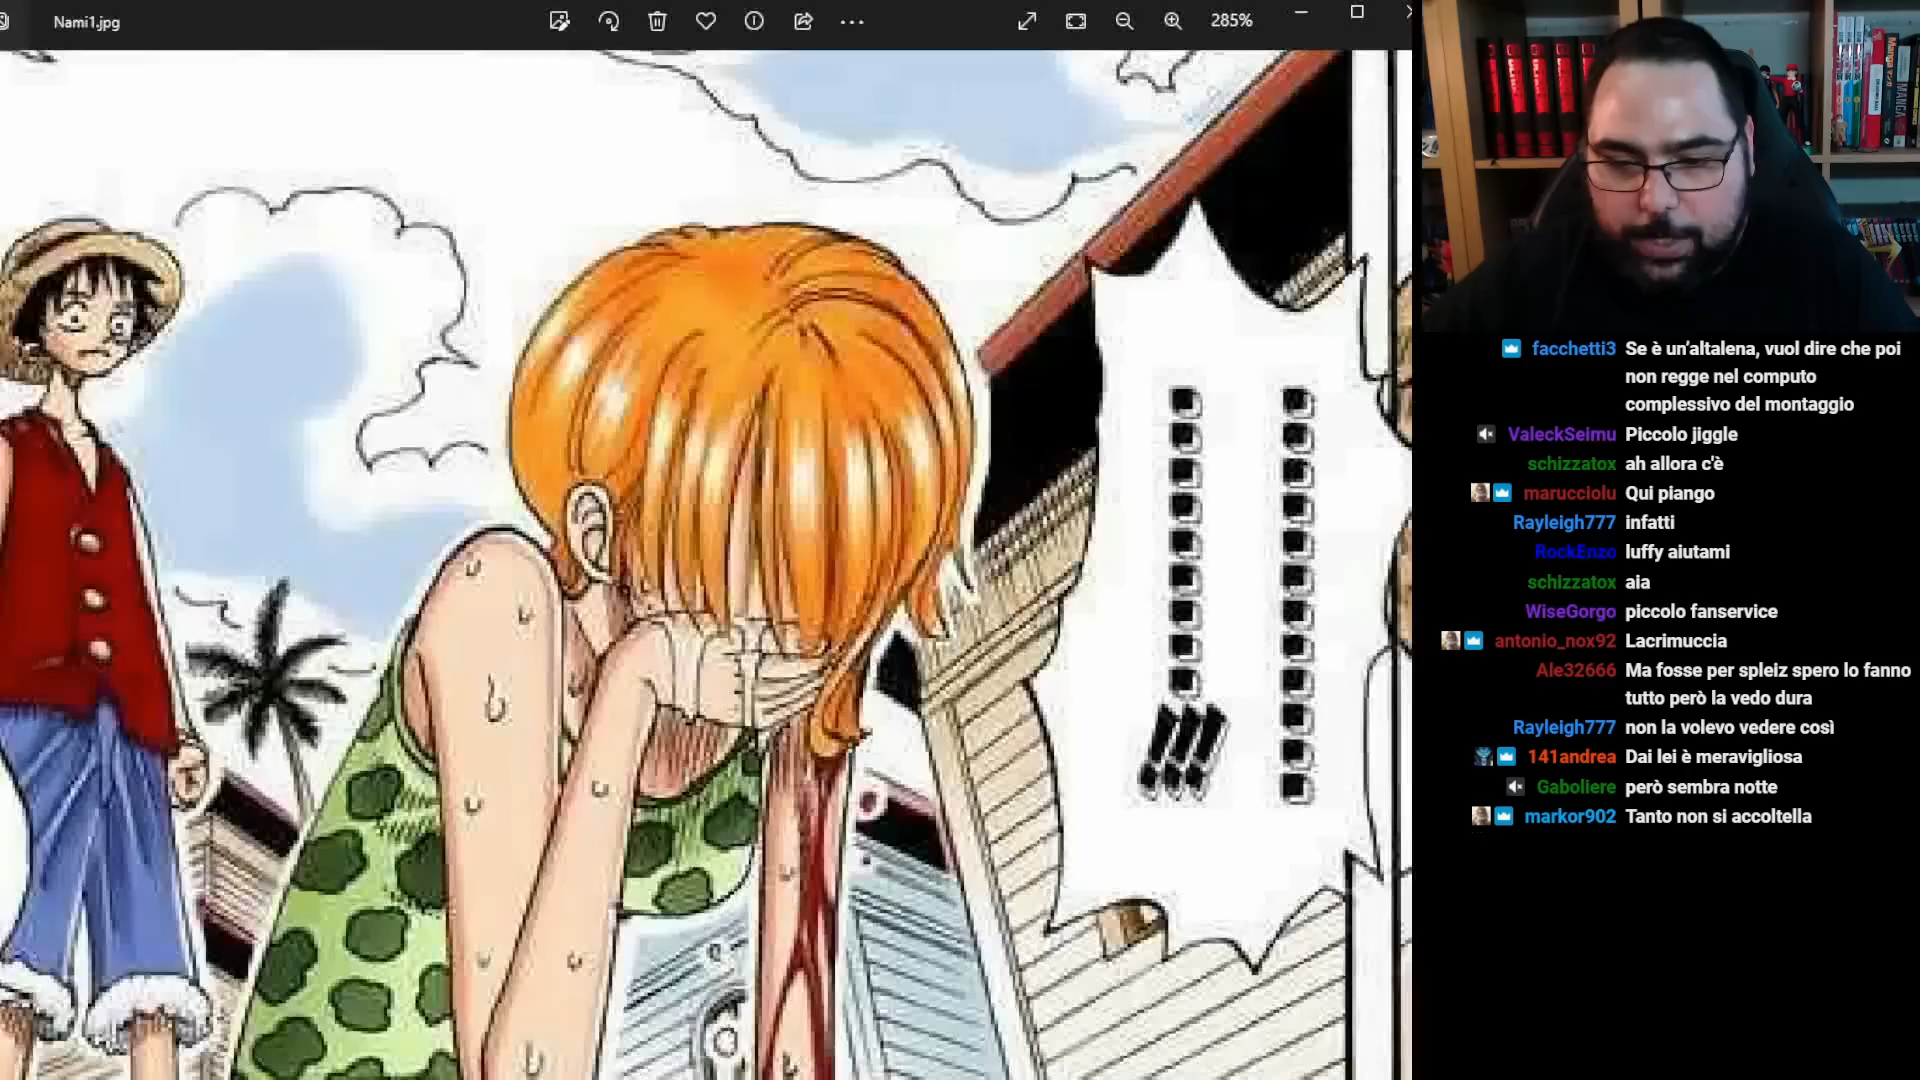 Nami1.jpg
285%
facchetti3 Se è un'altalena, vuol dire che poi
non regge nel computo
complessivo del montaggio
ValeckSeimu Piccolo jiggle
schizzatox ah allora c'è
marucciolu Qui piango
Rayleigh777 infatti
RockEnzo luffy aiutami
schizzatox aia
WiseGorgo piccolo fanservice
antonio_nox92 Lacrimuccia
Ale32666 Ma fosse per spleiz spero lo fanno
tutto però la vedo dura
Rayleigh777 non la volevo vedere così
141andrea Dai lei è meravigliosa
Gaboliere però sembra notte
markor902 Tanto non si accoltella